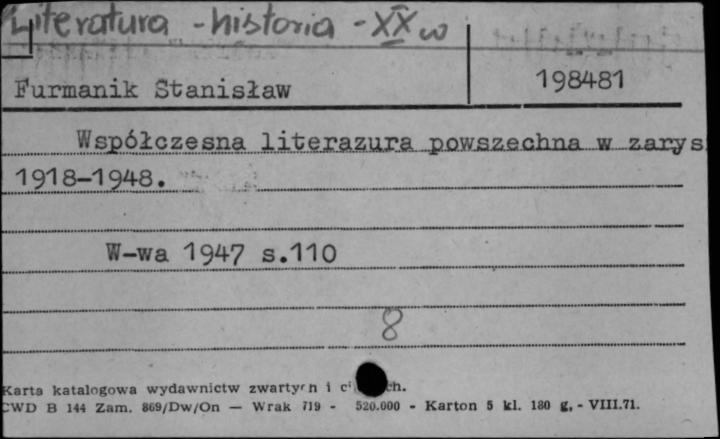 Literatura - historia - XX w
Furmanik Stanisław 198481
Współczesna literazura powszechna w zarys
1918-1948.
W-wa 1947 s.110
8
Karta katalogowa wydawnictw zwartych i
CWD B 144 Zam. 869/Dw/On — Wrak 719 - 520.000 - Karton 5 kl. 180 g, - VIII.71.